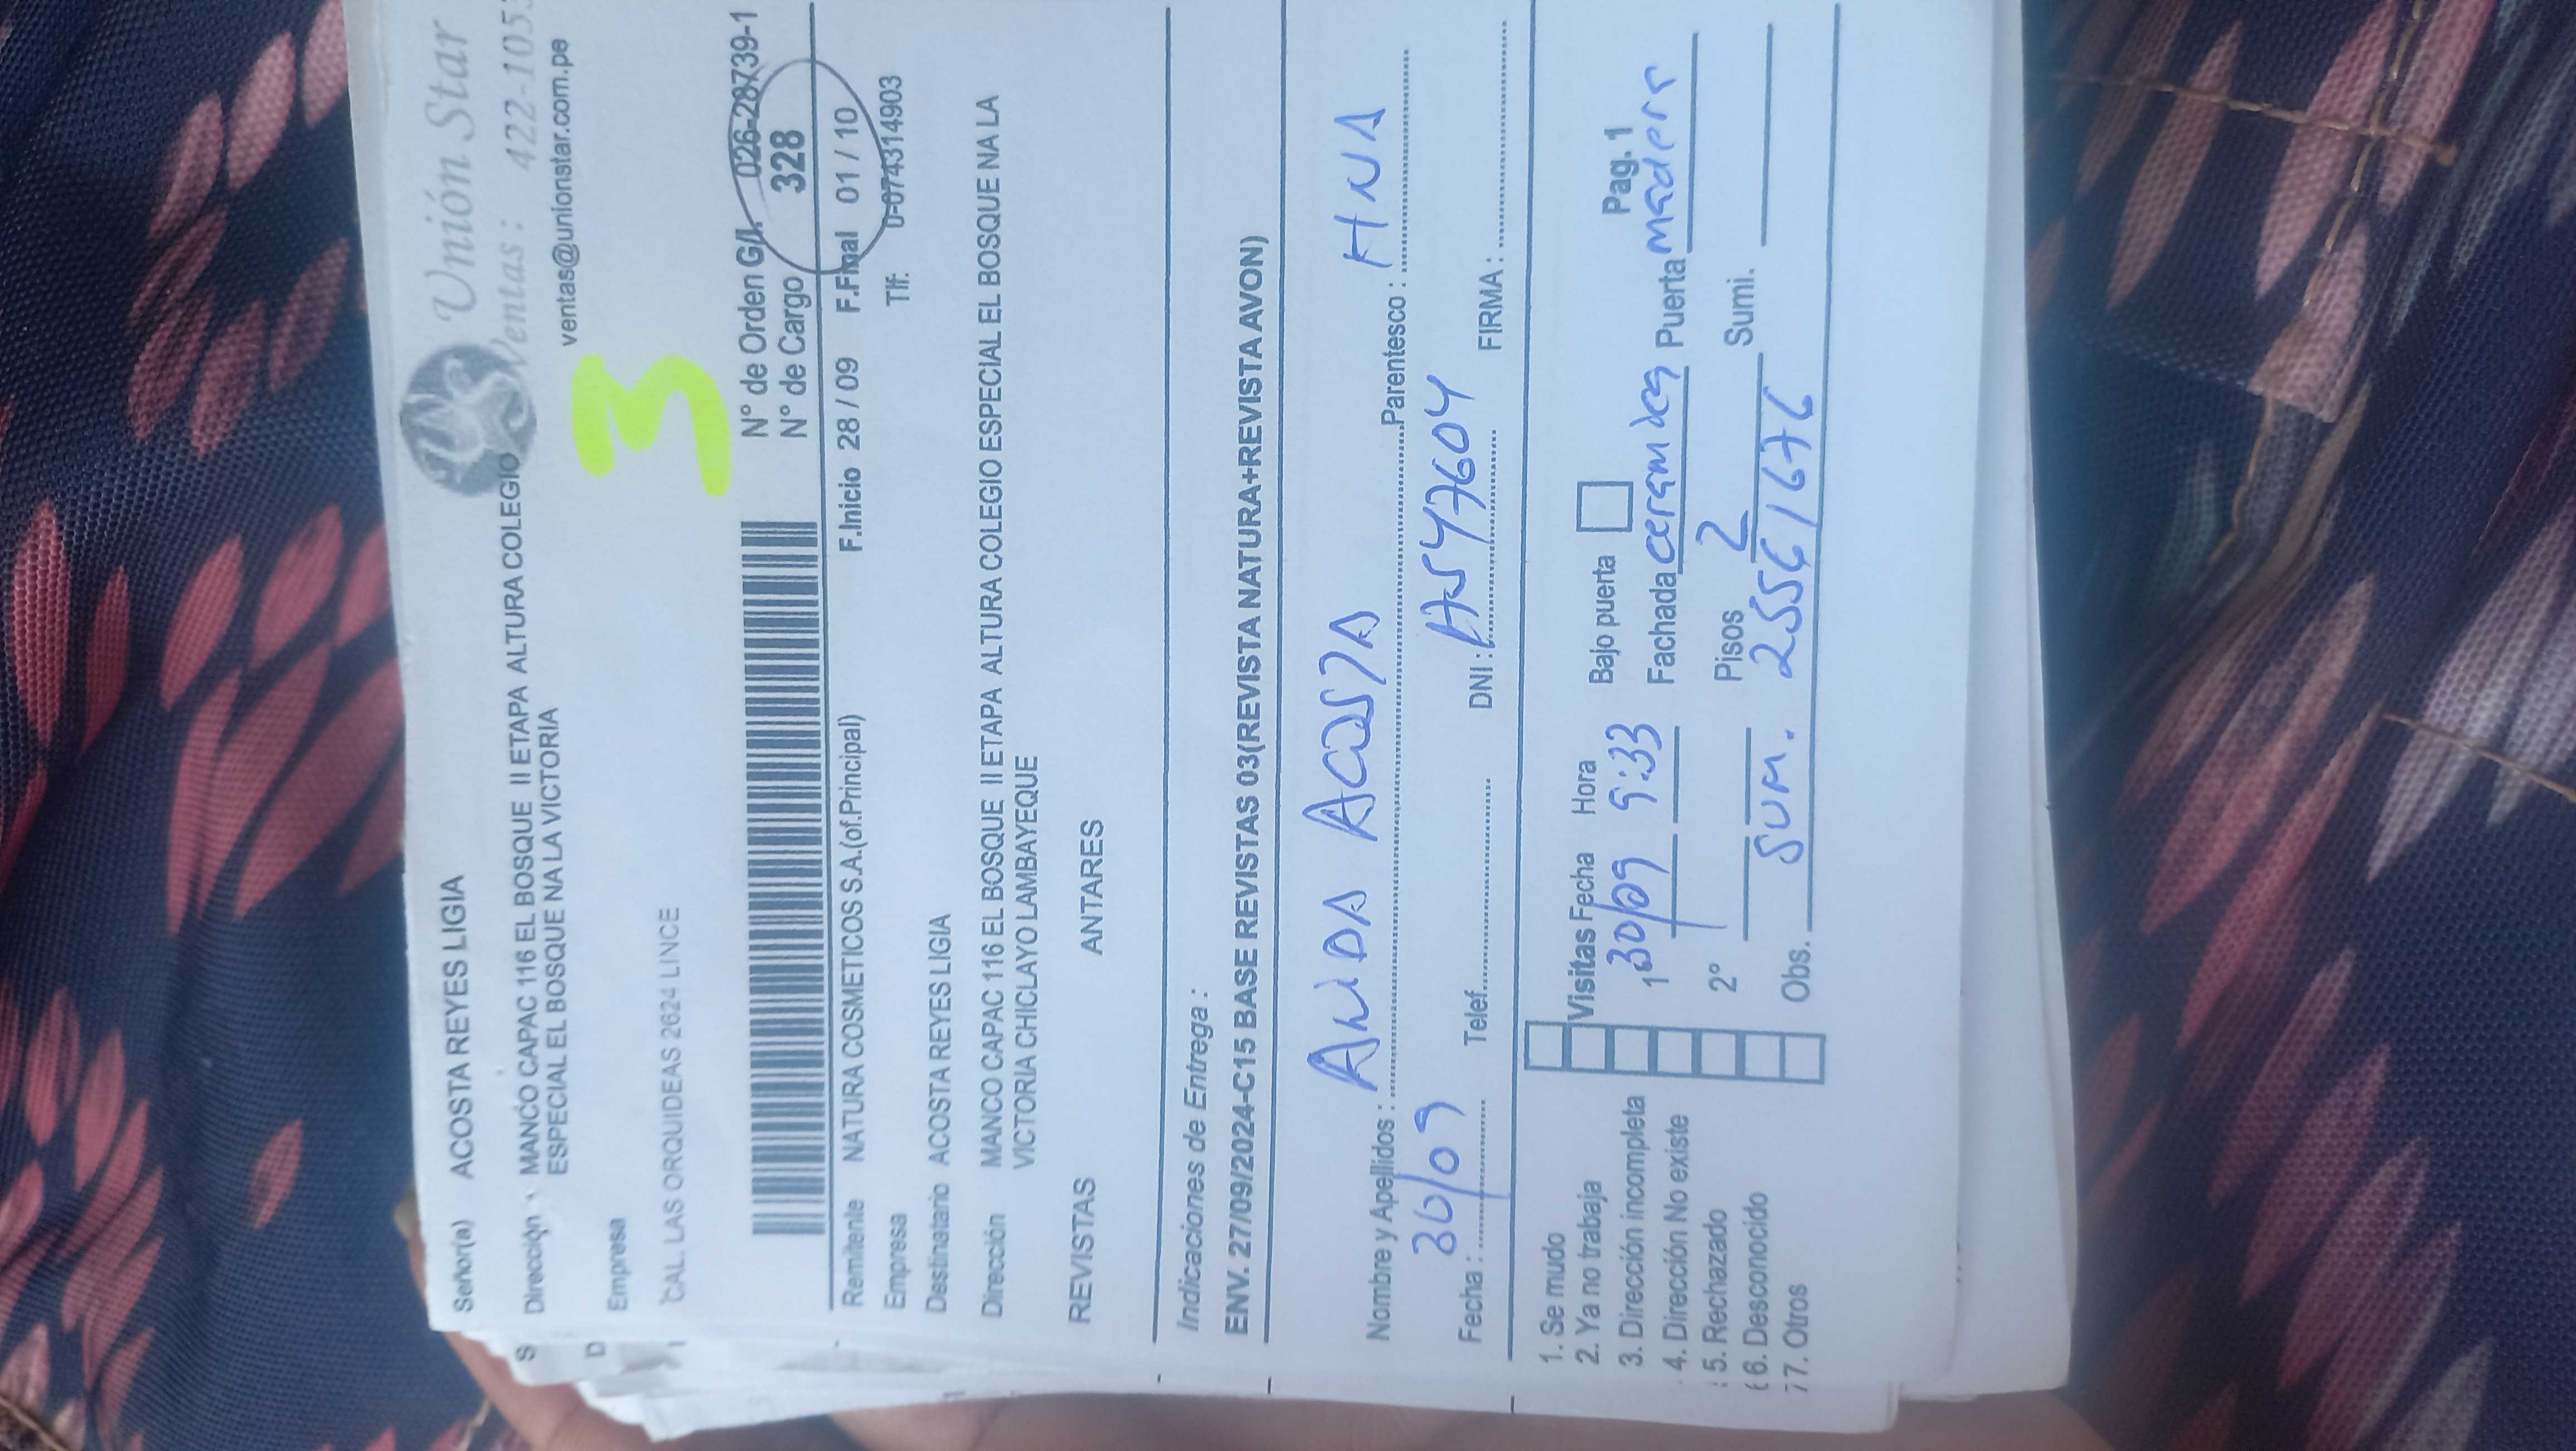 Unión Star
Ventas : 422-105
ventas@unionstar.com.pe
Señor(a) ACOSTA REYES LIGIA
Dirección MANCO CAPAC 116 EL BOSQUE II ETAPA ALTURA COLEGIO
ESPECIAL EL BOSQUE NA LA VICTORIA
Empresa
CAL. LAS ORQUIDEAS 2624 LINCE
3
N° de Orden G/L 026-28739-1
N° de Cargo 328
F.Inicio 28 / 09 F.Final 01 / 10
Remitente NATURA COSMETICOS S.A.(of.Principal)
Empresa Tlf: 0-074314903
Destinatario ACOSTA REYES LIGIA
Dirección MANCO CAPAC 116 EL BOSQUE II ETAPA ALTURA COLEGIO ESPECIAL EL BOSQUE NA LA
VICTORIA CHICLAYO LAMBAYEQUE
REVISTAS ANTARES
Indicaciones de Entrega :
ENV. 27/09/2024-C15 BASE REVISTAS 03(REVISTA NATURA+REVISTA AVON)
Nombre y Apellidos : ACOSTA Parentesco : HNA
Fecha : 30/09 Telef. DNI : FIRMA :
1. Se mudo
2. Ya no trabaja
3. Dirección incompleta
4. Dirección No existe
5. Rechazado
6. Desconocido
7. Otros
Visitas Fecha Hora Bajo puerta Pag. 1
1 30/09 9:33 Fachada Puerta madera
2° Pisos 2 Sumi.
Obs. SUM. 25561676